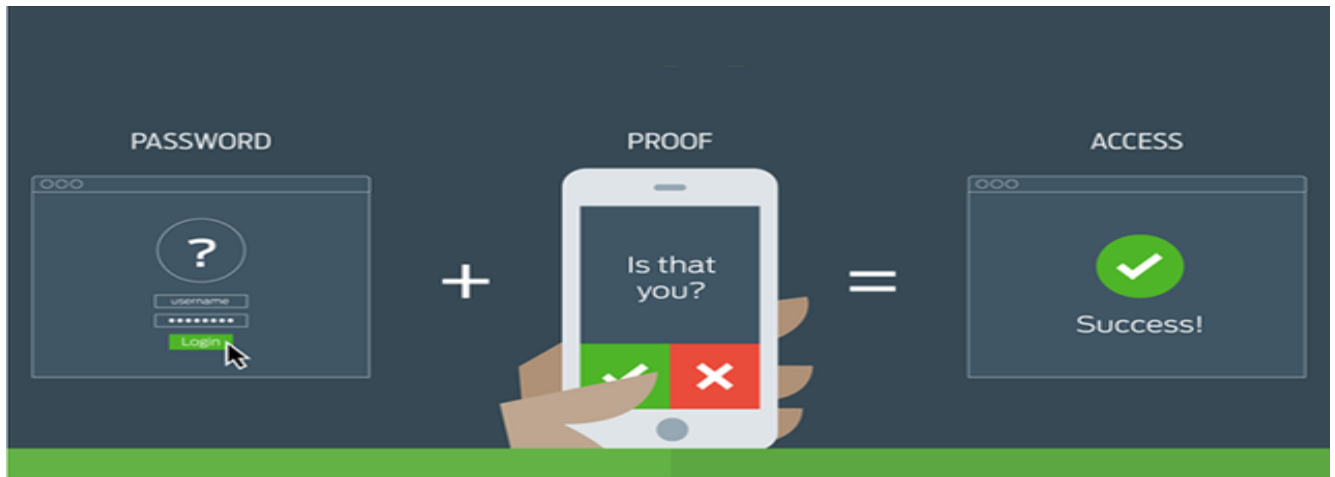 PASSWORD
PROOF
ACCESS
?
username
Login
+
Is that
you?
=
Success!